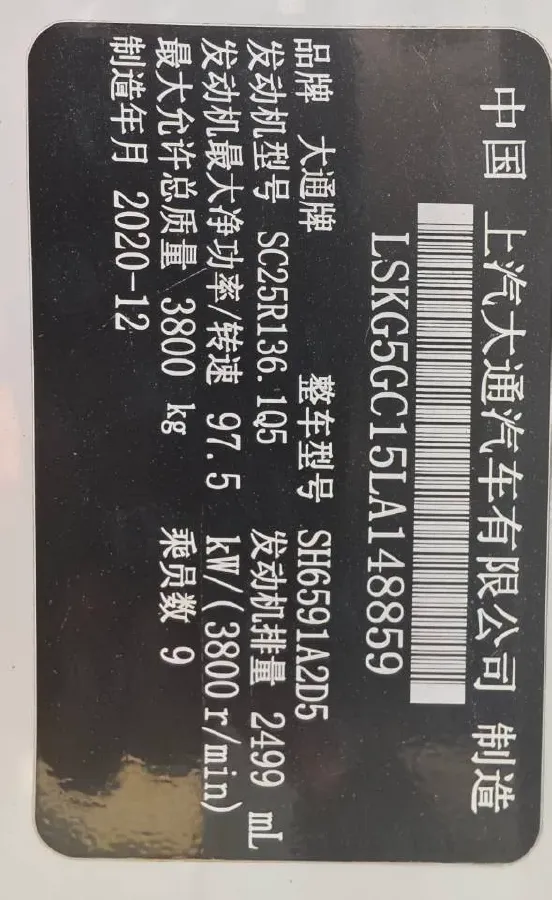 中国 上汽大通汽车有限公司 制造
LSKG5GC15LA148859
品牌 大通牌 整车型号 SH6591A2D5
发动机型号 SC25R136.1Q5 发动机排量 2499 mL
发动机最大净功率/转速 97.5 kW/(3800r/min)
最大允许总质量 3800 kg 乘员数 9
制造年月 2020-12